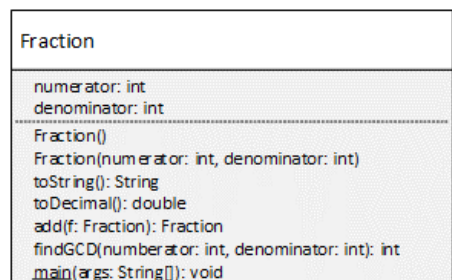 Fraction
numerator: int
denominator: int
Fraction()
Fraction(numerator: int, denominator: int)
toString(): String
toDecimal(): double
add(f: Fraction): Fraction
findGCD(numberator: int, denominator: int): int
main(args: String[]): void